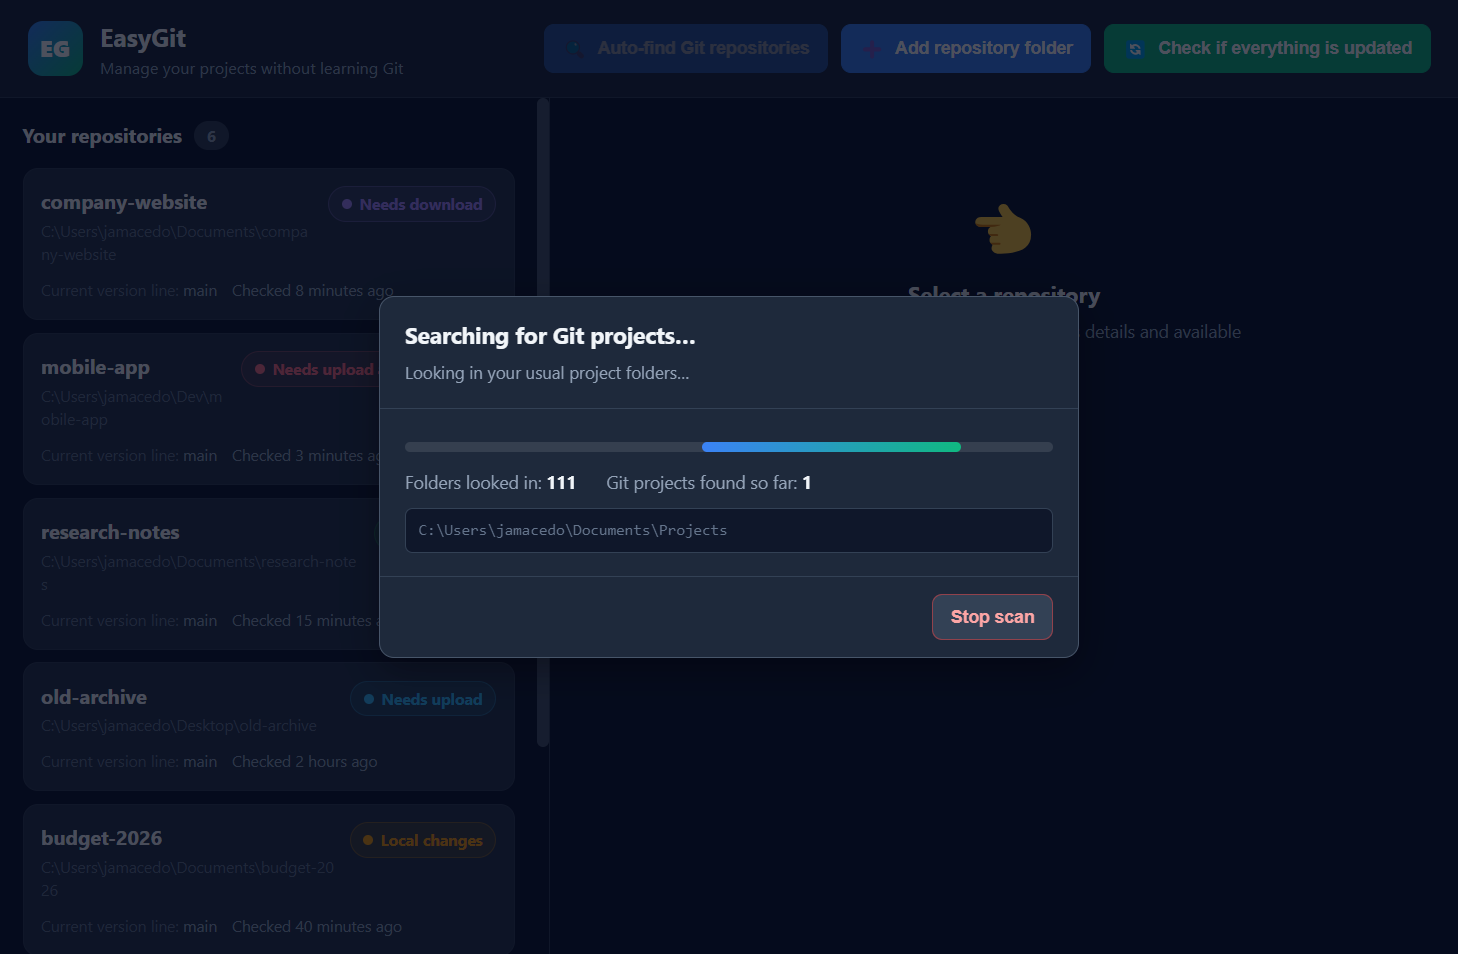 EG
EasyGit
Manage your projects without learning Git
Auto-find Git repositories
Add repository folder
Check if everything is updated
Your repositories 6
company-website
Needs download
C:\Users\jamacedo\Documents\compa
ny-website
Current version line: main Checked 8 minutes ago
mobile-app
Needs upload
C:\Users\jamacedo\Dev\m
obile-app
Current version line: main Checked 3 minutes ag
research-notes
C:\Users\jamacedo\Documents\research-note
s
Current version line: main Checked 15 minutes a
old-archive
Needs upload
C:\Users\jamacedo\Desktop\old-archive
Current version line: main Checked 2 hours ago
budget-2026
Local changes
C:\Users\jamacedo\Documents\budget-20
26
Current version line: main Checked 40 minutes ago
Select a repository
details and available
Searching for Git projects...
Looking in your usual project folders...
Folders looked in: 111 Git projects found so far: 1
C:\Users\jamacedo\Documents\Projects
Stop scan